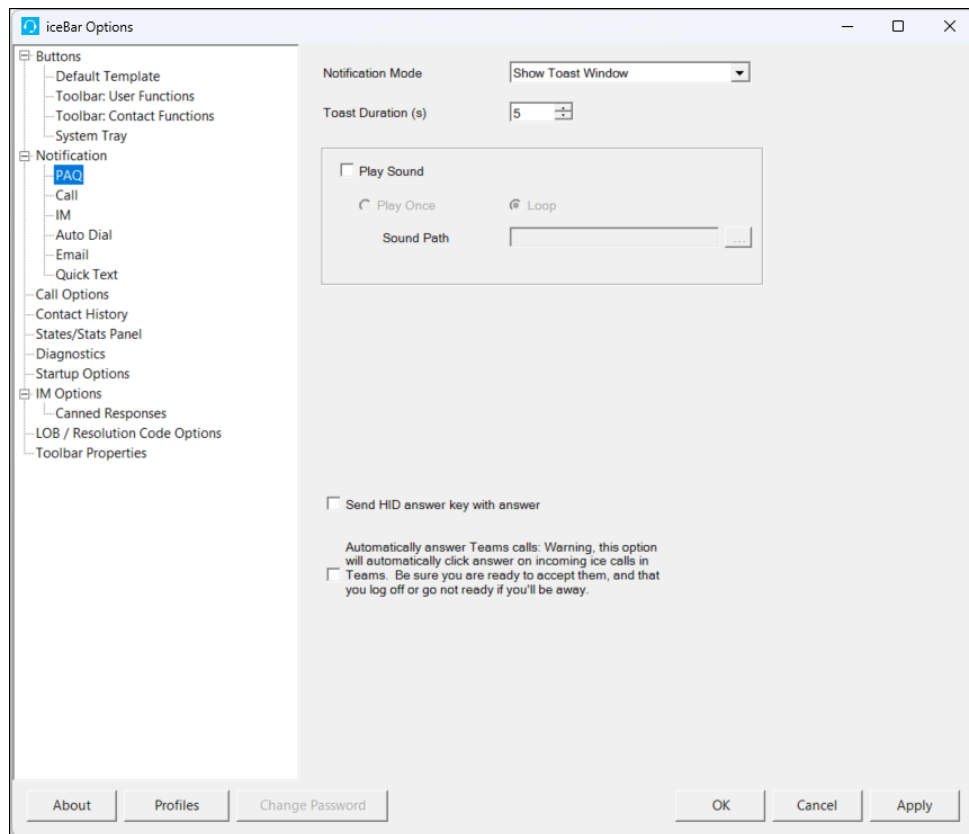 iceBar Options
Buttons
Default Template
Toolbar: User Functions
Toolbar: Contact Functions
System Tray
Notification
PAQ
Call
IM
Auto Dial
Email
Quick Text
Call Options
Contact History
States/Stats Panel
Diagnostics
Startup Options
IM Options
Canned Responses
LOB / Resolution Code Options
Toolbar Properties
Notification Mode Show Toast Window
Toast Duration (s) 5
Play Sound
Play Once Loop
Sound Path ...
Send HID answer key with answer
Automatically answer Teams calls: Warning, this option
will automatically click answer on incoming ice calls in
Teams. Be sure you are ready to accept them, and that
you log off or go not ready if you'll be away.
About Profiles Change Password OK Cancel Apply